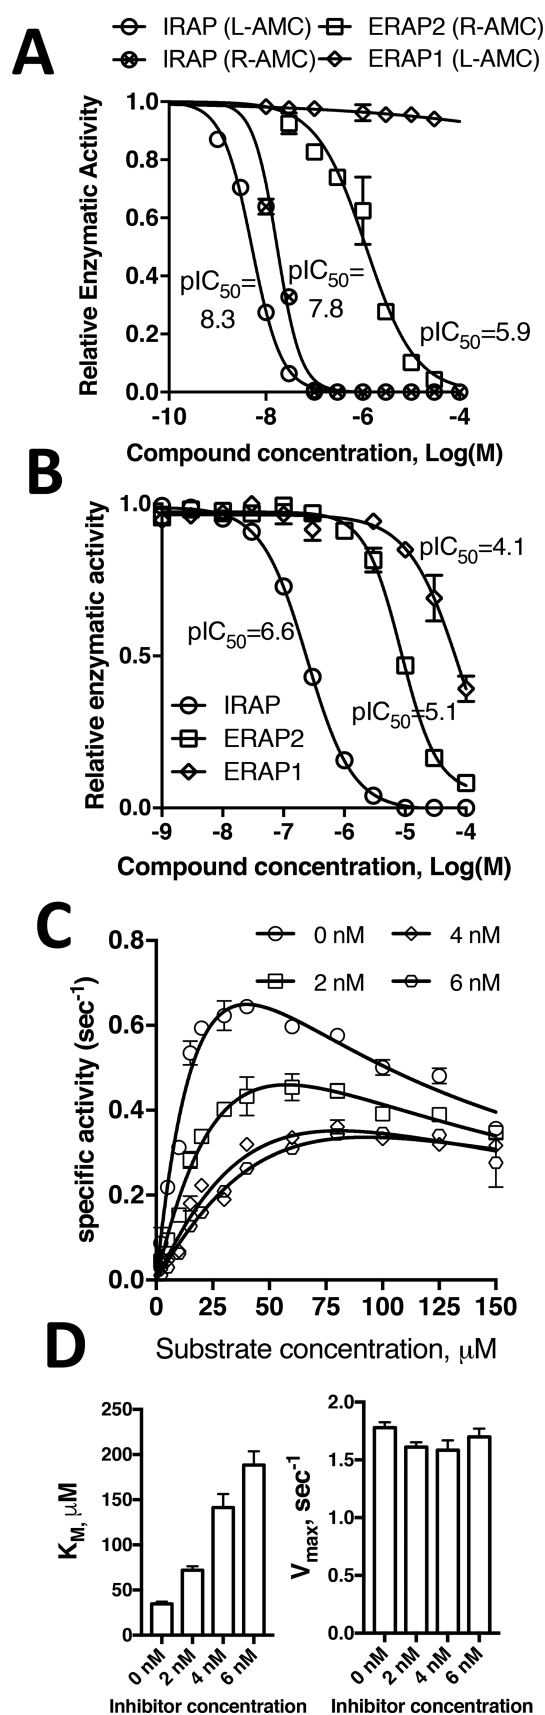 A
IRAP (L-AMC) ERAP2 (R-AMC)
IRAP (R-AMC) ERAP1 (L-AMC)
Relative Enzymatic Activity
1.0
0.8
0.6
0.4
0.2
0.0
pIC50=
8.3
pIC50=
7.8
pIC50=5.9
-10 -8 -6 -4
Compound concentration, Log(M)
B
Relative enzymatic activity
1.0
0.5
0.0
pIC50=4.1
pIC50=6.6
pIC50=5.1
IRAP
ERAP2
ERAP1
-9 -8 -7 -6 -5 -4
Compound concentration, Log(M)
C
0 nM 4 nM
2 nM 6 nM
specific activity (sec-1)
0.8
0.6
0.4
0.2
0.0
0 25 50 75 100 125 150
Substrate concentration, μM
D
KM, μM
250
200
150
100
50
0
0 nM 2 nM 4 nM 6 nM
Inhibitor concentration
Vmax, sec-1
2.0
1.5
1.0
0.5
0.0
0 nM 2 nM 4 nM 6 nM
Inhibitor concentration